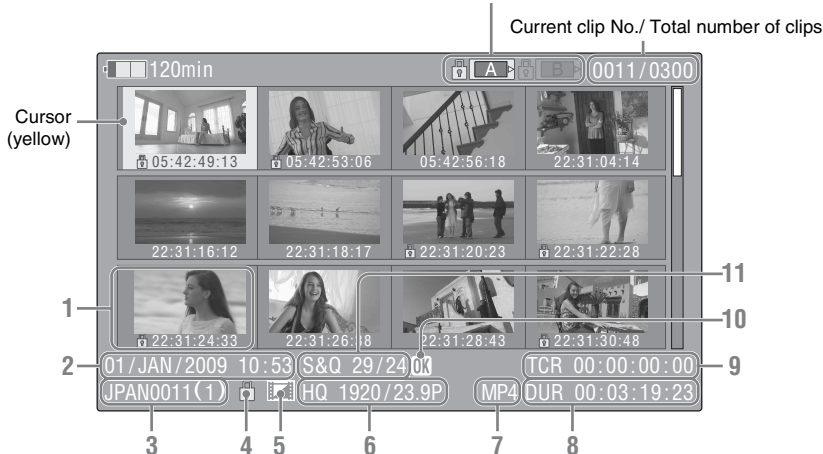 Current clip No./ Total number of clips
120min
A
B
0011/0300
Cursor
(yellow)
05:42:49:13
05:42:53:06
05:42:56:18
22:31:04:14
22:31:16:12
22:31:18:17
22:31:20:23
22:31:22:28
22:31:24:33
22:31:26:38
22:31:28:43
22:31:30:48
1
11
10
2
01/JAN/2009 10:53
S&Q 29/24
OK
TCR 00:00:00:00
9
JPAN0011(1)
HQ 1920/23.9P
MP4
DUR 00:03:19:23
3
4
5
6
7
8